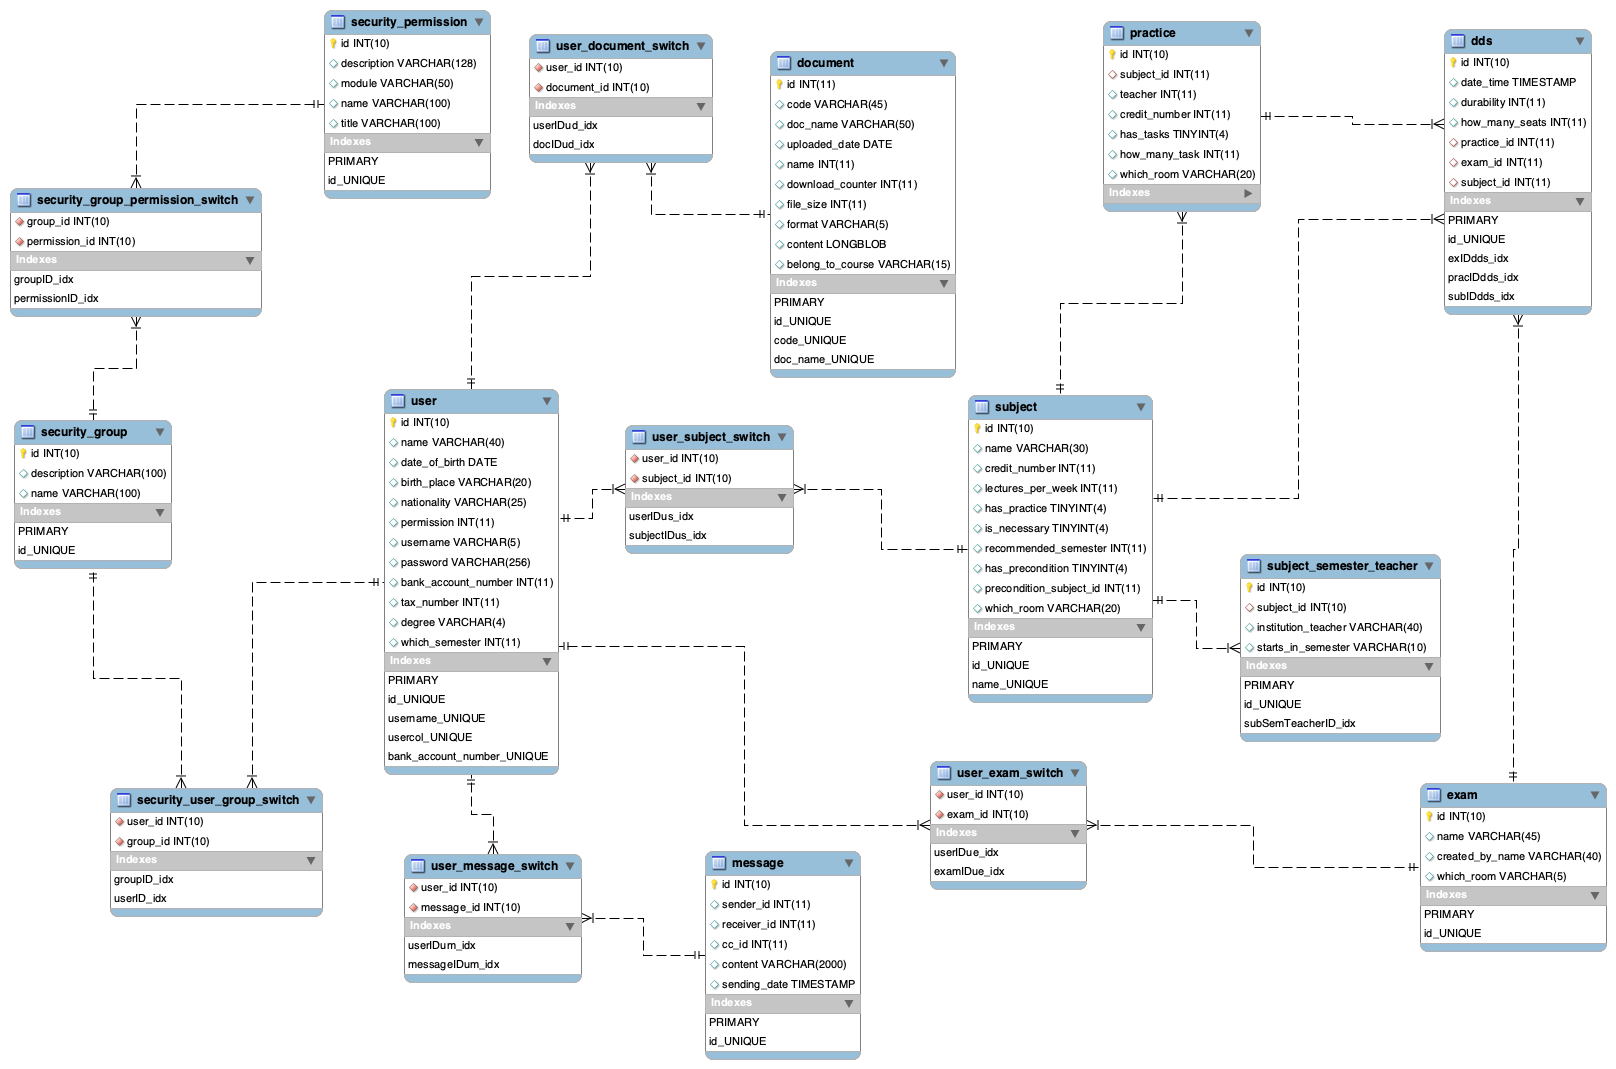 security_permission
id INT(10)
description VARCHAR(128)
module VARCHAR(50)
name VARCHAR(100)
title VARCHAR(100)
Indexes
PRIMARY
id_UNIQUE
user_document_switch
user_id INT(10)
document_id INT(10)
Indexes
userIDud_idx
docIDud_idx
document
id INT(11)
code VARCHAR(45)
doc_name VARCHAR(50)
uploaded_date DATE
name INT(11)
download_counter INT(11)
file_size INT(11)
format VARCHAR(5)
content LONGBLOB
belong_to_course VARCHAR(15)
Indexes
PRIMARY
id_UNIQUE
code_UNIQUE
doc_name_UNIQUE
practice
id INT(10)
subject_id INT(11)
teacher INT(11)
credit_number INT(11)
has_tasks TINYINT(4)
how_many_task INT(11)
which_room VARCHAR(20)
Indexes
dds
id INT(10)
date_time TIMESTAMP
durability INT(11)
how_many_seats INT(11)
practice_id INT(11)
exam_id INT(11)
subject_id INT(11)
Indexes
PRIMARY
id_UNIQUE
exIDdds_idx
pracIDdds_idx
subIDdds_idx
security_group_permission_switch
group_id INT(10)
permission_id INT(10)
Indexes
groupID_idx
permissionID_idx
security_group
id INT(10)
description VARCHAR(100)
name VARCHAR(100)
Indexes
PRIMARY
id_UNIQUE
user
id INT(10)
name VARCHAR(40)
date_of_birth DATE
birth_place VARCHAR(20)
nationality VARCHAR(25)
permission INT(11)
username VARCHAR(5)
password VARCHAR(256)
bank_account_number INT(11)
tax_number INT(11)
degree VARCHAR(4)
which_semester INT(11)
Indexes
PRIMARY
id_UNIQUE
username_UNIQUE
usercol_UNIQUE
bank_account_number_UNIQUE
user_subject_switch
user_id INT(10)
subject_id INT(10)
Indexes
userIDus_idx
subjectIDus_idx
subject
id INT(10)
name VARCHAR(30)
credit_number INT(11)
lectures_per_week INT(11)
has_practice TINYINT(4)
is_necessary TINYINT(4)
recommended_semester INT(11)
has_precondition TINYINT(4)
precondition_subject_id INT(11)
which_room VARCHAR(20)
Indexes
PRIMARY
id_UNIQUE
name_UNIQUE
subject_semester_teacher
id INT(10)
subject_id INT(10)
institution_teacher VARCHAR(40)
starts_in_semester VARCHAR(10)
Indexes
PRIMARY
id_UNIQUE
subSemTeacherID_idx
security_user_group_switch
user_id INT(10)
group_id INT(10)
Indexes
groupID_idx
userID_idx
user_message_switch
user_id INT(10)
message_id INT(10)
Indexes
userIDum_idx
messageIDum_idx
message
id INT(10)
sender_id INT(11)
receiver_id INT(11)
cc_id INT(11)
content VARCHAR(2000)
sending_date TIMESTAMP
Indexes
PRIMARY
id_UNIQUE
user_exam_switch
user_id INT(10)
exam_id INT(10)
Indexes
userIDue_idx
examIDue_idx
exam
id INT(10)
name VARCHAR(45)
created_by_name VARCHAR(40)
which_room VARCHAR(5)
Indexes
PRIMARY
id_UNIQUE